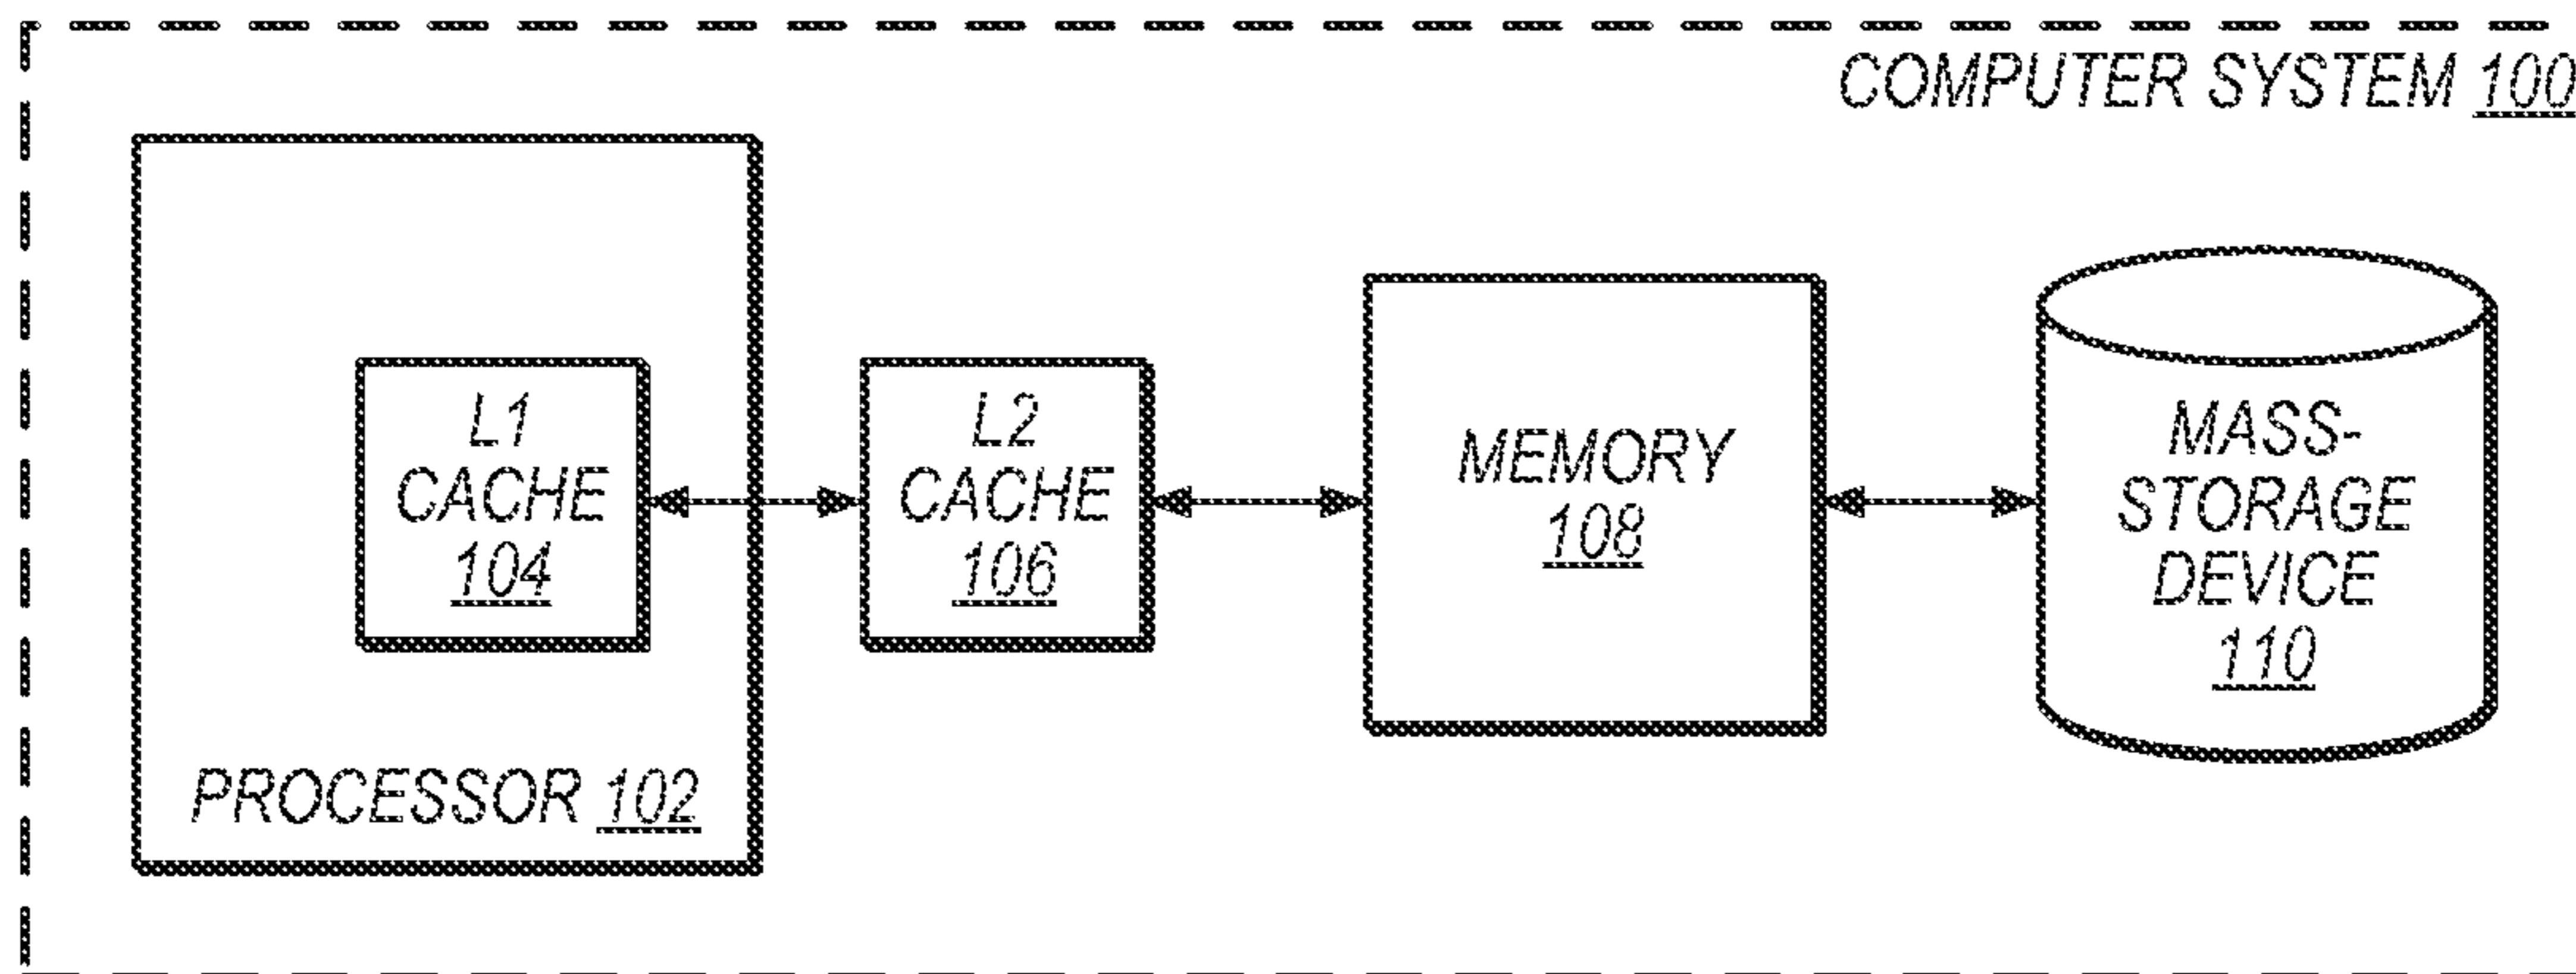 COMPUTER SYSTEM 100
L1
CACHE
104
L2
CACHE
106
MEMORY
108
MASS-
STORAGE
DEVICE
110
PROCESSOR 102